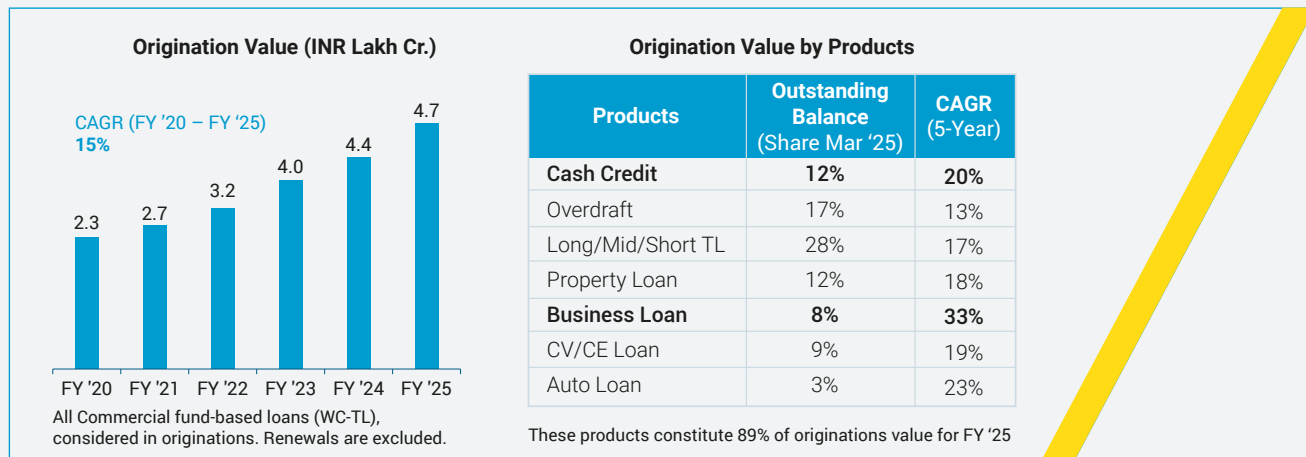 Origination Value (INR Lakh Cr.)
CAGR (FY '20 – FY '25)
15%
2.3
2.7
3.2
4.0
4.4
4.7
FY '20 FY '21 FY '22 FY '23 FY '24 FY '25
All Commercial fund-based loans (WC-TL),
considered in originations. Renewals are excluded.
Origination Value by Products
Products Outstanding Balance (Share Mar '25) CAGR (5-Year)
Cash Credit 12% 20%
Overdraft 17% 13%
Long/Mid/Short TL 28% 17%
Property Loan 12% 18%
Business Loan 8% 33%
CV/CE Loan 9% 19%
Auto Loan 3% 23%
These products constitute 89% of originations value for FY '25